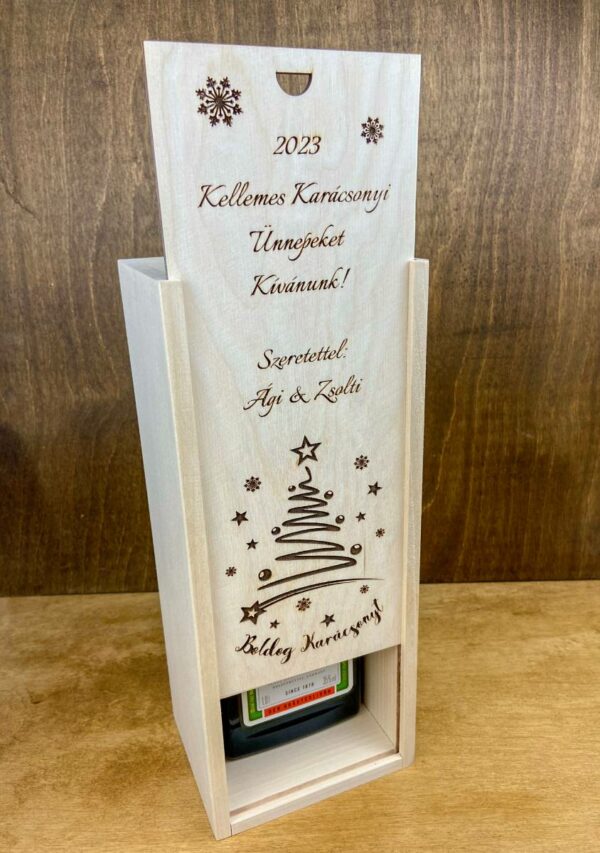 2023
Kellemes Karácsonyi
Ünnepeket
Kívánunk!
Szeretettel:
Ági & Zsolti
Boldog Karácsonyt
SINCE 1878